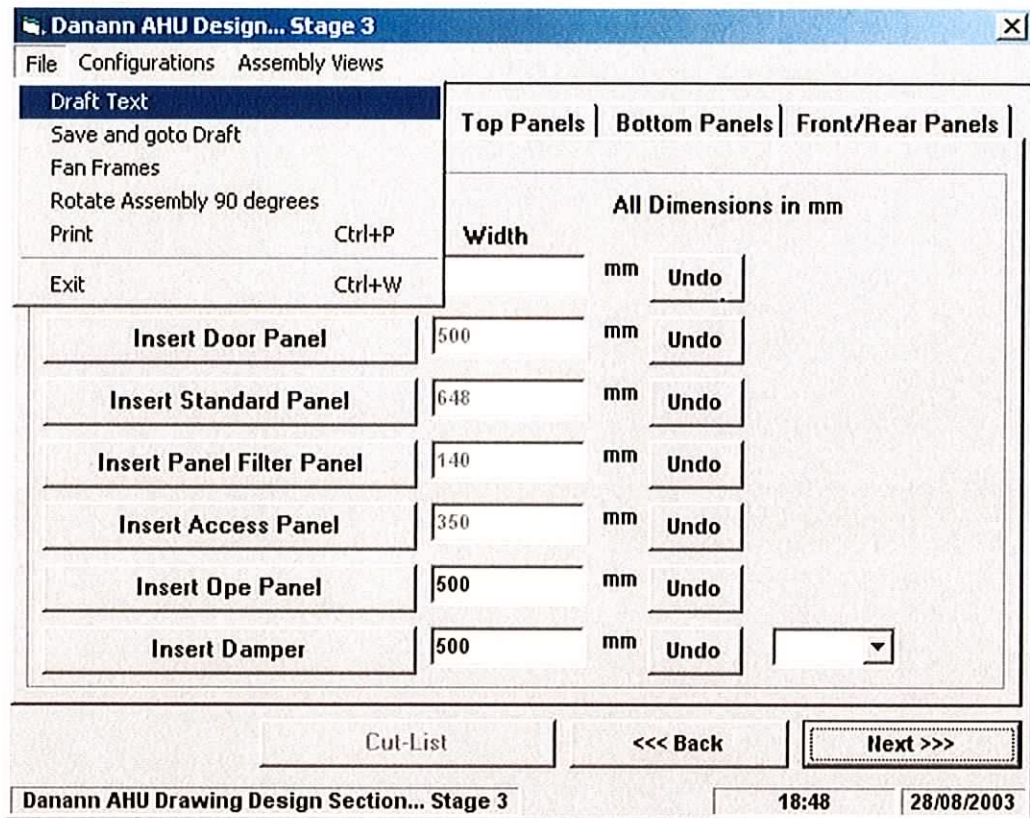 Danann AHU Design... Stage 3
File Configurations Assembly Views
Draft Text
Save and goto Draft
Fan Frames
Rotate Assembly 90 degrees
Print Ctrl+P
Exit Ctrl+W
Top Panels Bottom Panels Front/Rear Panels
All Dimensions in mm
Width
mm Undo
Insert Door Panel 500 mm Undo
Insert Standard Panel 648 mm Undo
Insert Panel Filter Panel 140 mm Undo
Insert Access Panel 350 mm Undo
Insert Ope Panel 500 mm Undo
Insert Damper 500 mm Undo
Cut-List <<< Back Next >>>
Danann AHU Drawing Design Section... Stage 3 18:48 28/08/2003